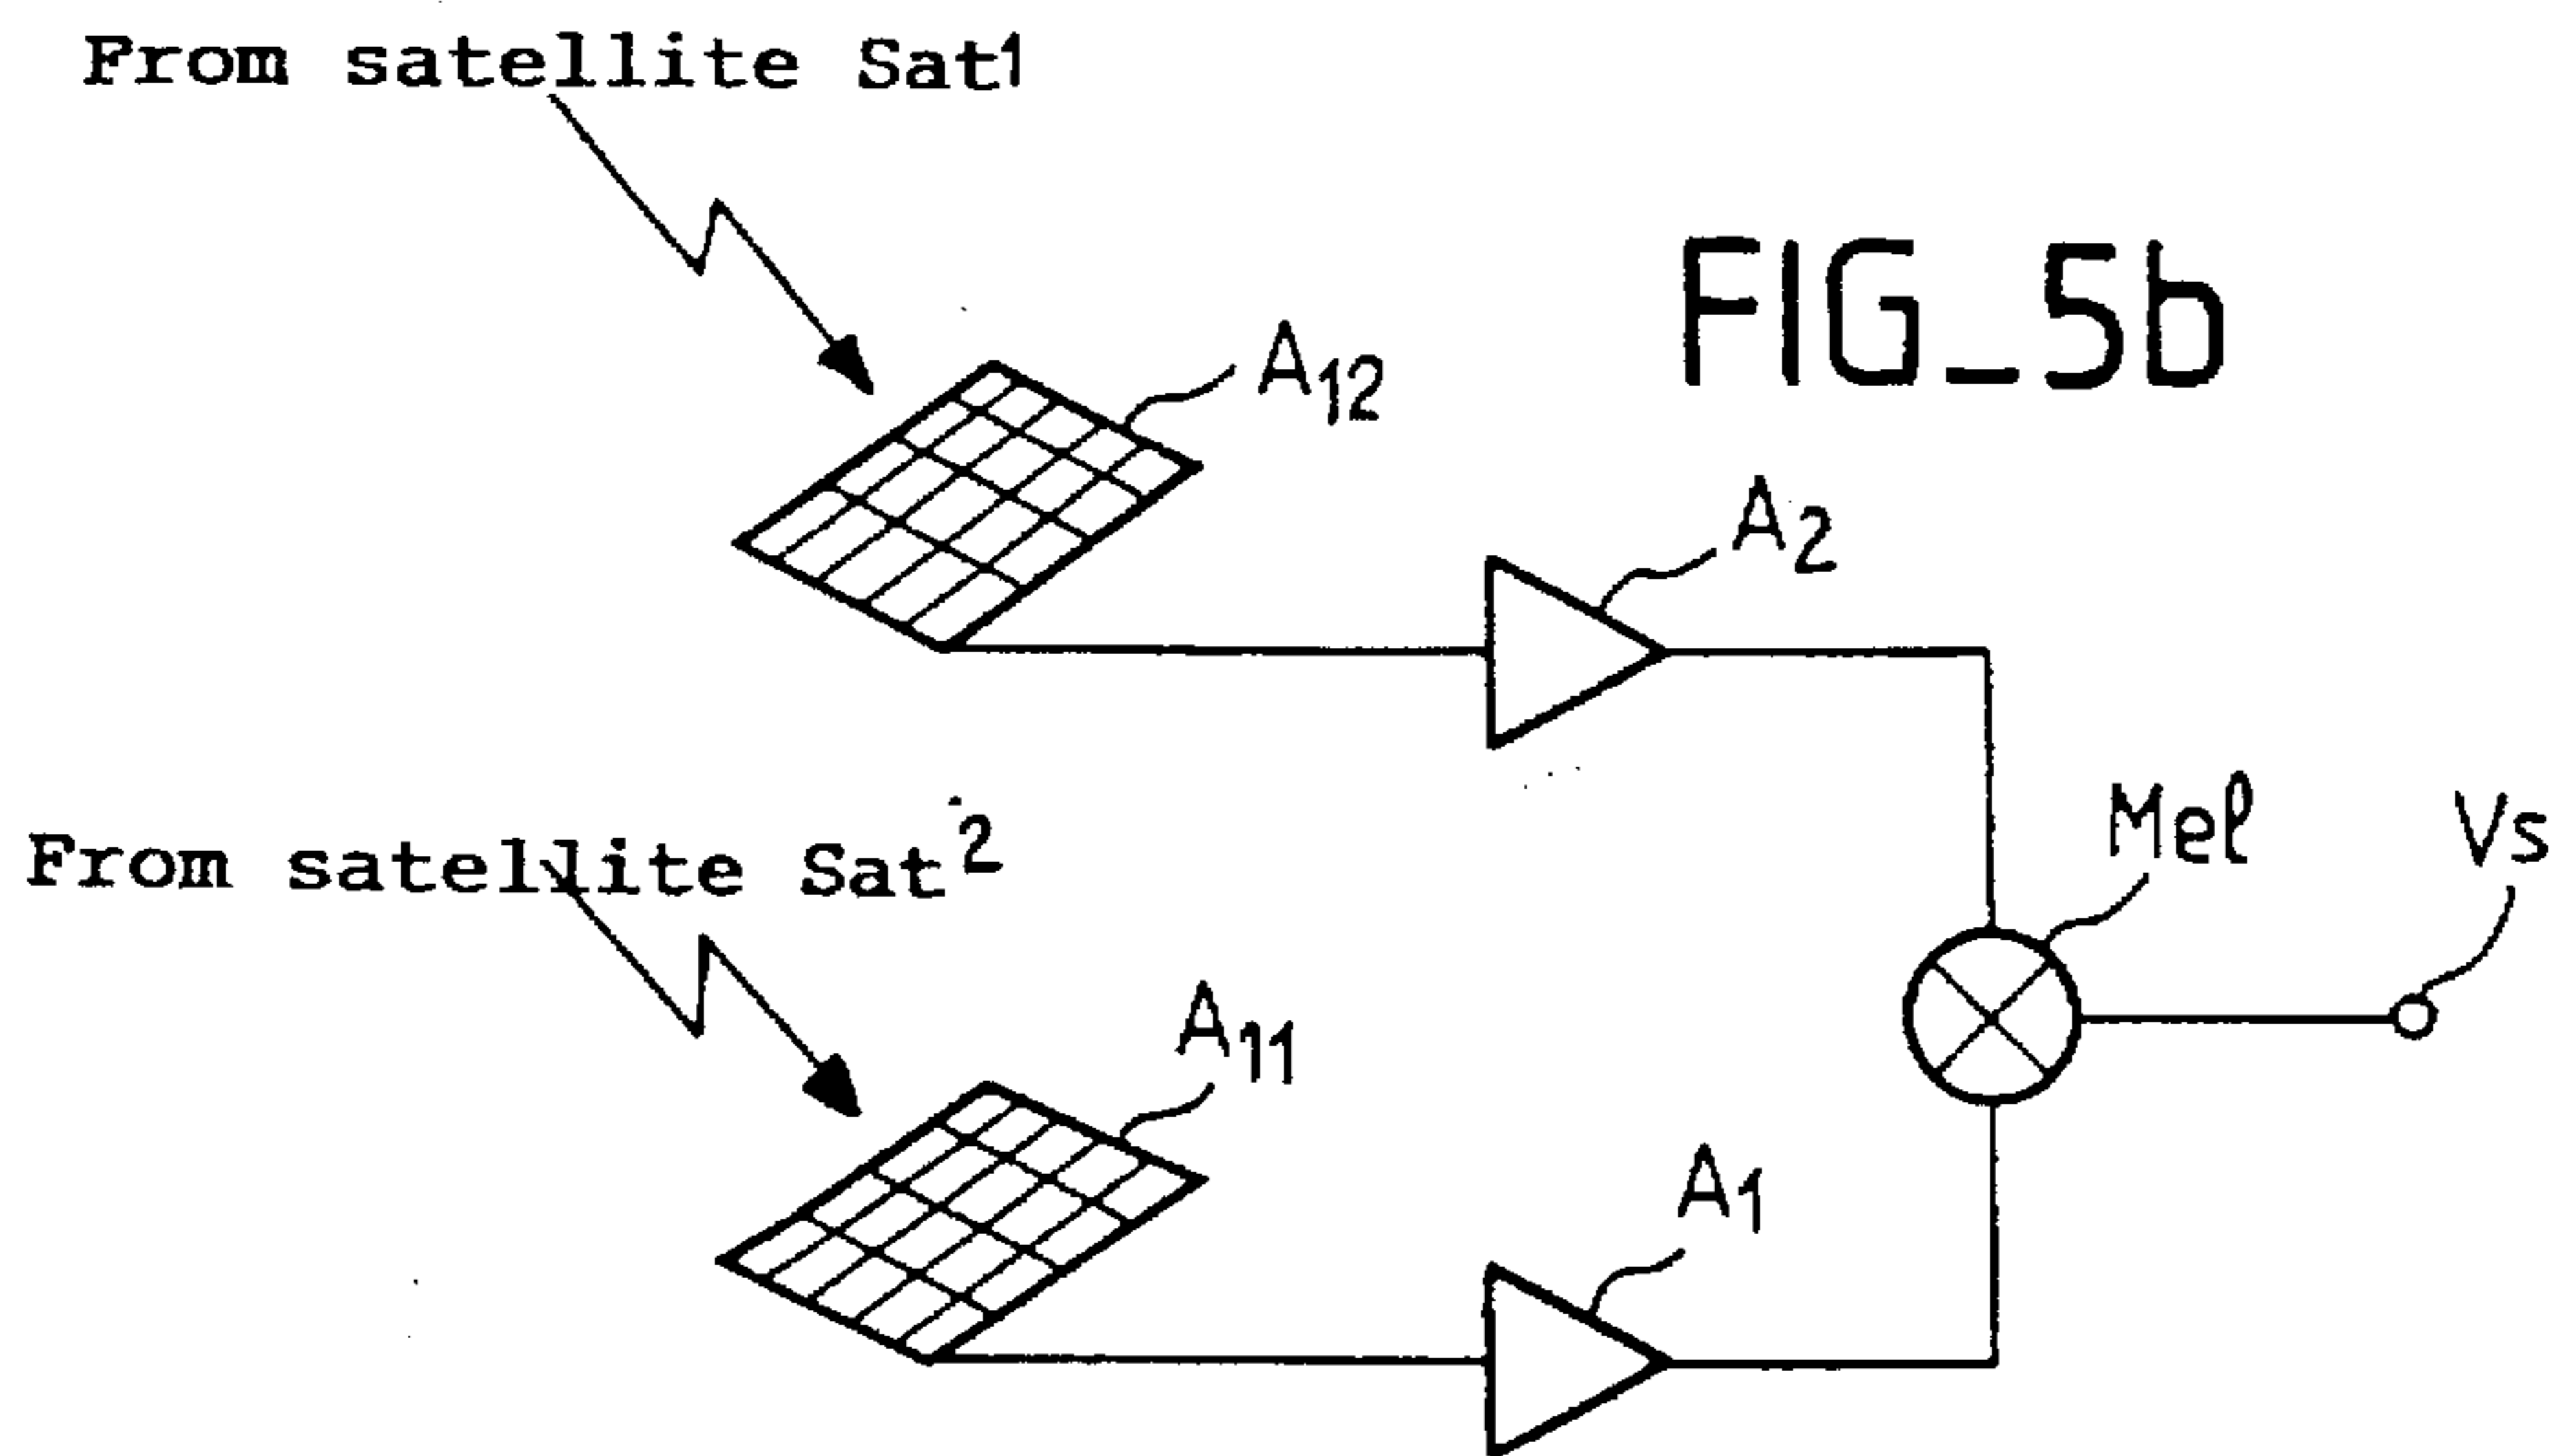 From satellite Sat1
A12
FIG_5b
A2
From satellite Sat2
Mel
Vs
A11
A1